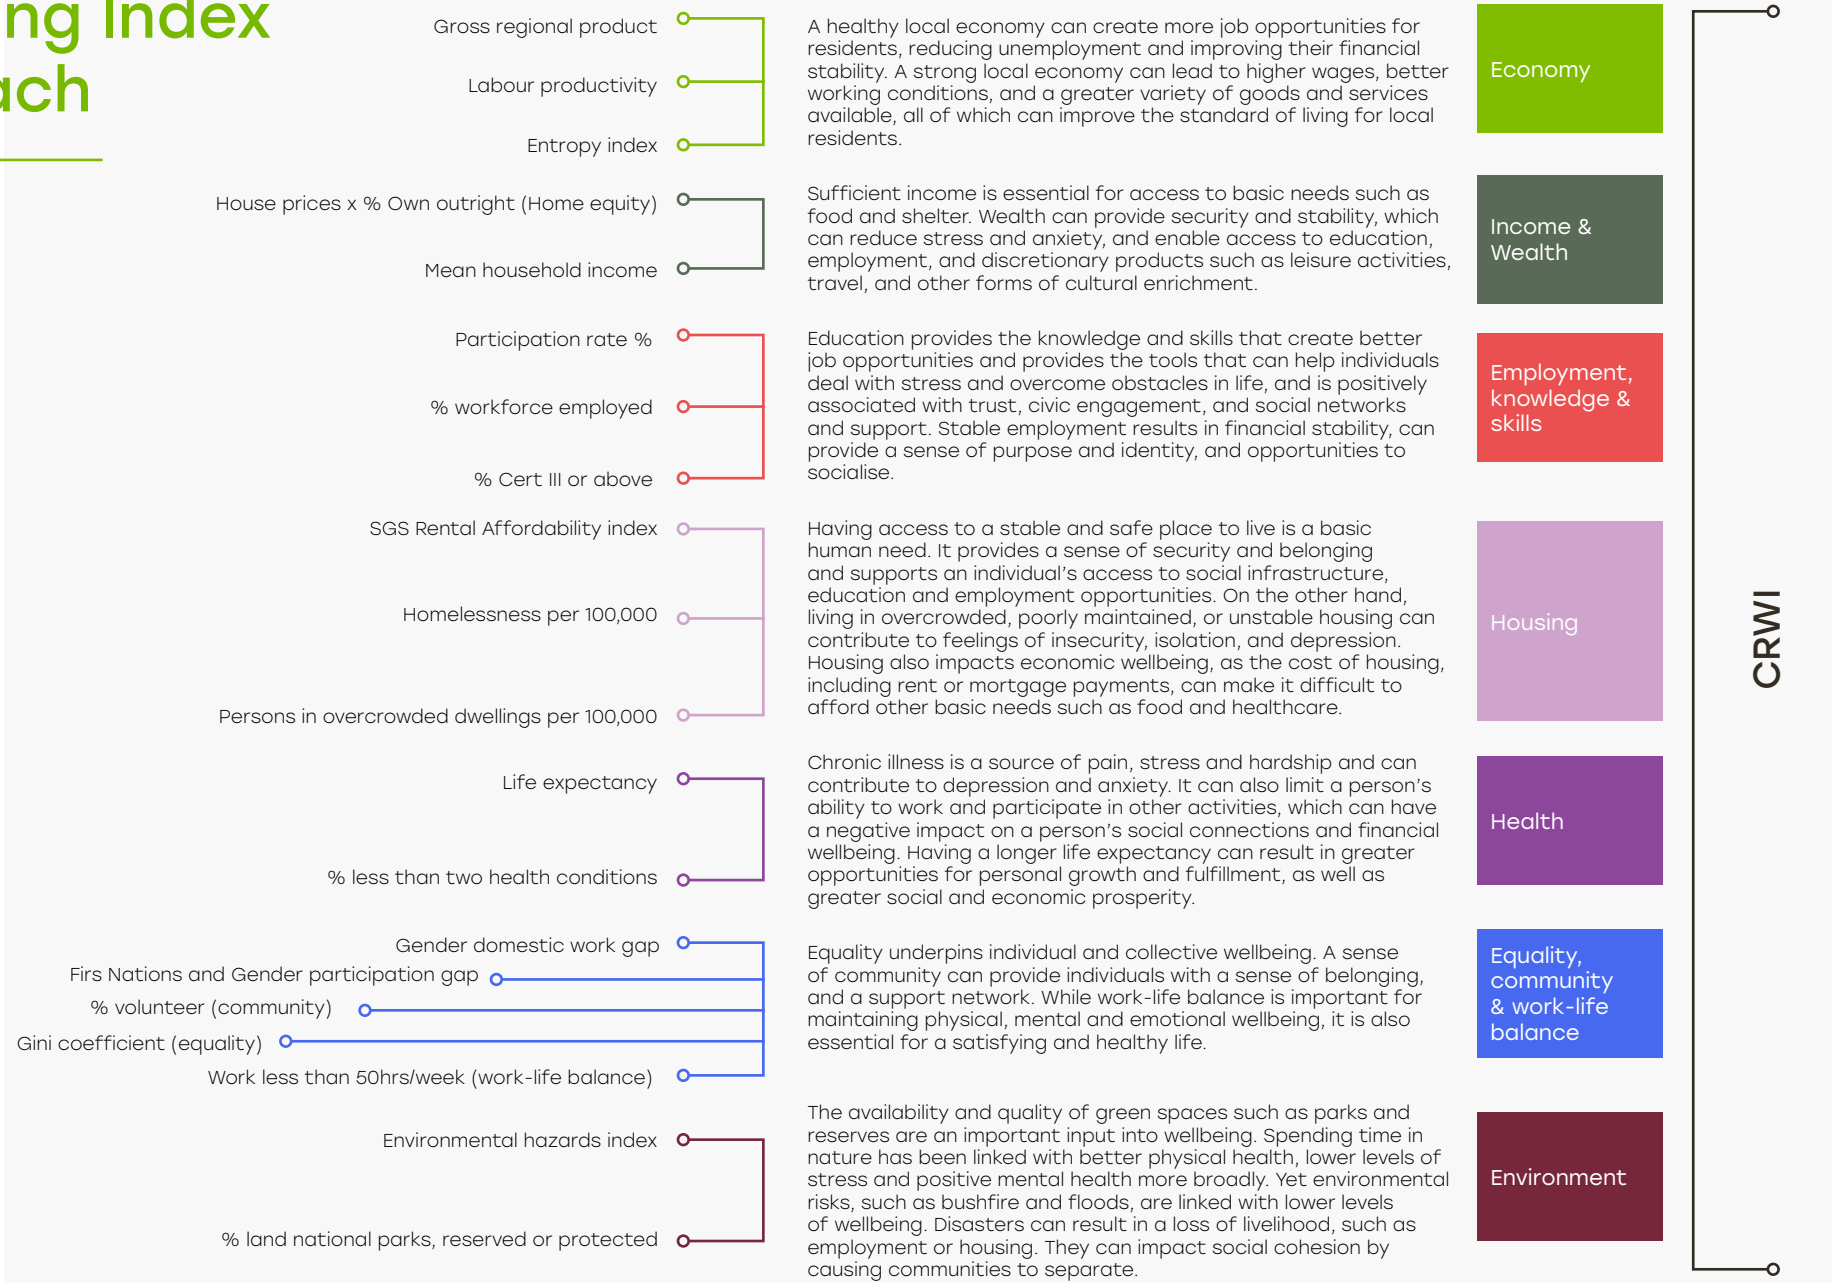 ng Index
ach
Gross regional product
Labour productivity
Entropy index
A healthy local economy can create more job opportunities for
residents, reducing unemployment and improving their financial
stability. A strong local economy can lead to higher wages, better
working conditions, and a greater variety of goods and services
available, all of which can improve the standard of living for local
residents.
Economy
House prices x % Own outright (Home equity)
Mean household income
Sufficient income is essential for access to basic needs such as
food and shelter. Wealth can provide security and stability, which
can reduce stress and anxiety, and enable access to education,
employment, and discretionary products such as leisure activities,
travel, and other forms of cultural enrichment.
Income &
Wealth
Participation rate %
% workforce employed
% Cert III or above
Education provides the knowledge and skills that create better
job opportunities and provides the tools that can help individuals
deal with stress and overcome obstacles in life, and is positively
associated with trust, civic engagement, and social networks
and support. Stable employment results in financial stability, can
provide a sense of purpose and identity, and opportunities to
socialise.
Employment,
knowledge &
skills
SGS Rental Affordability index
Homelessness per 100,000
Persons in overcrowded dwellings per 100,000
Having access to a stable and safe place to live is a basic
human need. It provides a sense of security and belonging
and supports an individual's access to social infrastructure,
education and employment opportunities. On the other hand,
living in overcrowded, poorly maintained, or unstable housing can
contribute to feelings of insecurity, isolation, and depression.
Housing also impacts economic wellbeing, as the cost of housing,
including rent or mortgage payments, can make it difficult to
afford other basic needs such as food and healthcare.
Housing
Life expectancy
% less than two health conditions
Chronic illness is a source of pain, stress and hardship and can
contribute to depression and anxiety. It can also limit a person's
ability to work and participate in other activities, which can have
a negative impact on a person's social connections and financial
wellbeing. Having a longer life expectancy can result in greater
opportunities for personal growth and fulfillment, as well as
greater social and economic prosperity.
Health
Gender domestic work gap
Firs Nations and Gender participation gap
% volunteer (community)
Gini coefficient (equality)
Work less than 50hrs/week (work-life balance)
Equality underpins individual and collective wellbeing. A sense
of community can provide individuals with a sense of belonging,
and a support network. While work-life balance is important for
maintaining physical, mental and emotional wellbeing, it is also
essential for a satisfying and healthy life.
Equality,
community
& work-life
balance
Environmental hazards index
% land national parks, reserved or protected
The availability and quality of green spaces such as parks and
reserves are an important input into wellbeing. Spending time in
nature has been linked with better physical health, lower levels of
stress and positive mental health more broadly. Yet environmental
risks, such as bushfire and floods, are linked with lower levels
of wellbeing. Disasters can result in a loss of livelihood, such as
employment or housing. They can impact social cohesion by
causing communities to separate.
Environment
CRWI